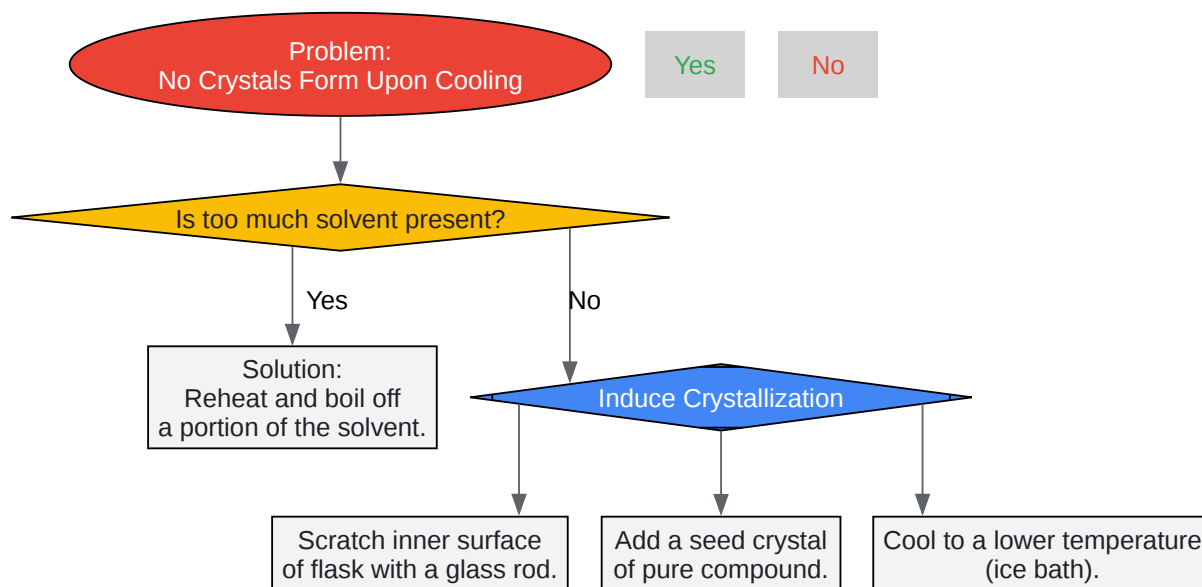 Problem:
No Crystals Form Upon Cooling
Yes
No
Is too much solvent present?
Yes
No
Solution:
Reheat and boil off
a portion of the solvent.
Induce Crystallization
Scratch inner surface
of flask with a glass rod.
Add a seed crystal
of pure compound.
Cool to a lower temperature
(ice bath).